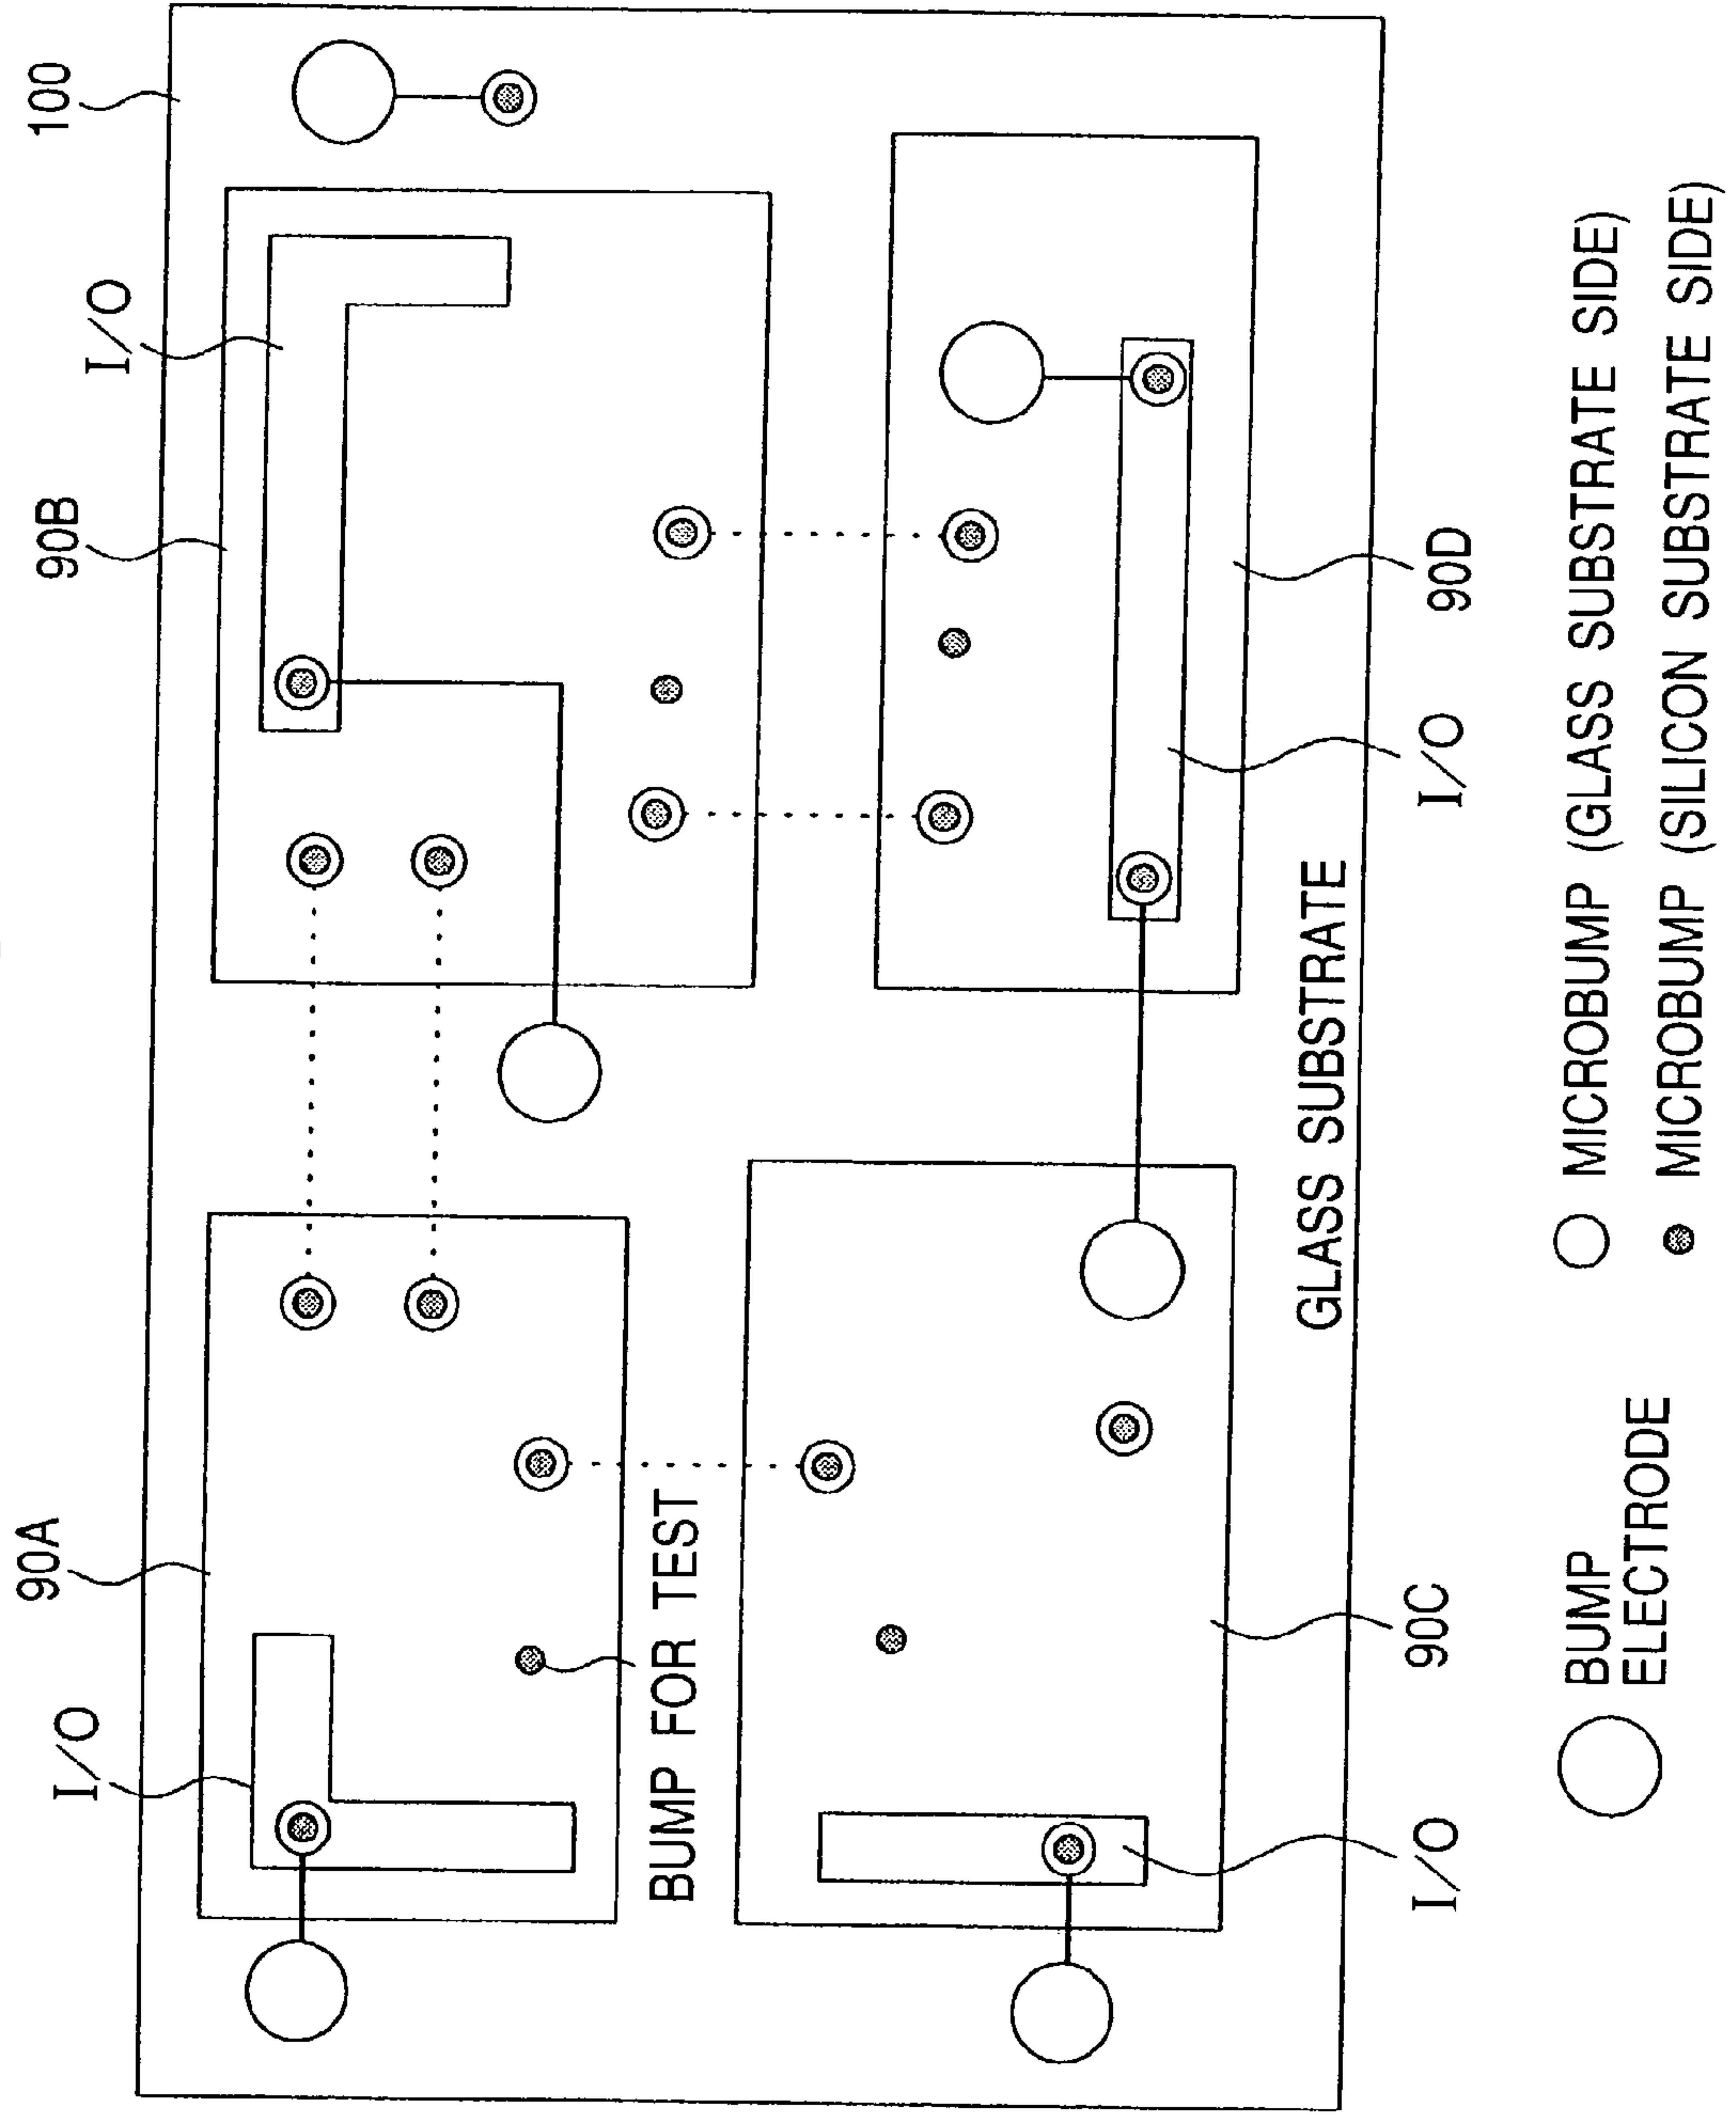 90A
90B
100
I/O
I/O
BUMP FOR TEST
90C
90D
I/O
I/O
GLASS SUBSTRATE
BUMP
ELECTRODE
MICROBUMP (GLASS SUBSTRATE SIDE)
MICROBUMP (SILICON SUBSTRATE SIDE)